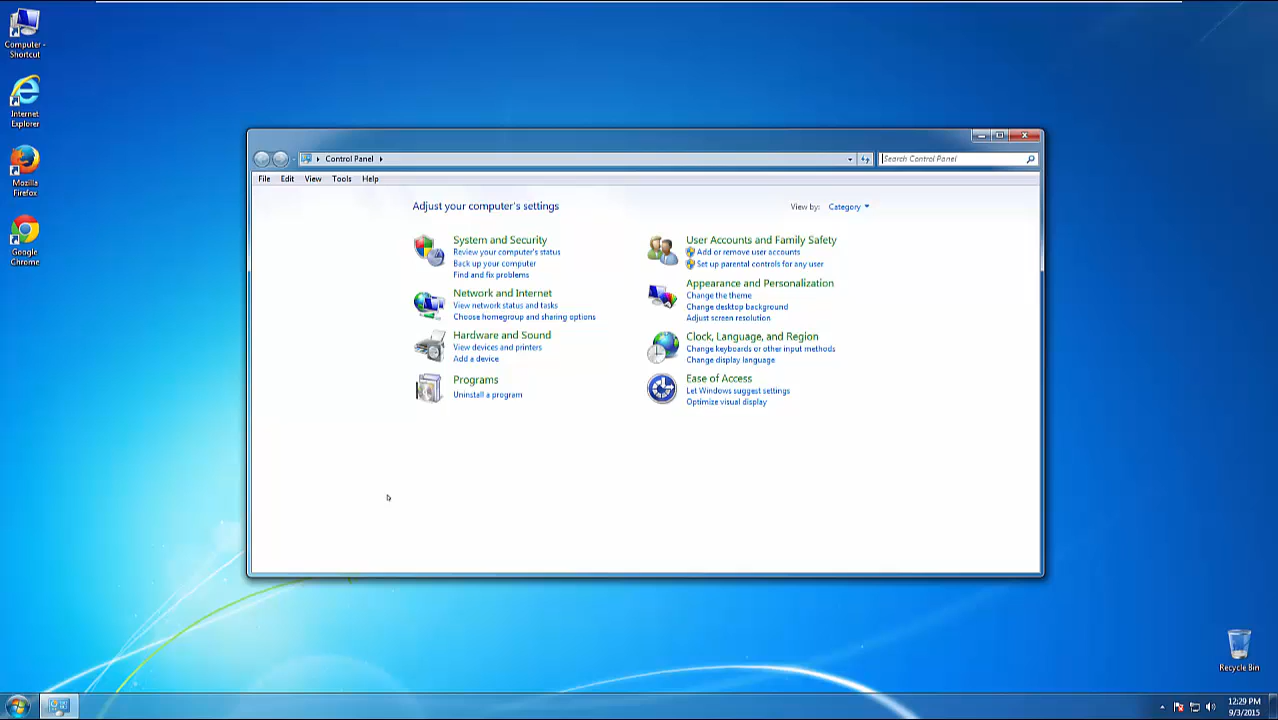 Computer - Shortcut
Internet Explorer
Mozilla Firefox
Google Chrome
Control Panel
Search Control Panel
File Edit View Tools Help
Adjust your computer's settings
View by: Category
System and Security
Review your computer's status
Back up your computer
Find and fix problems
Network and Internet
View network status and tasks
Choose homegroup and sharing options
Hardware and Sound
View devices and printers
Add a device
Programs
Uninstall a program
User Accounts and Family Safety
Add or remove user accounts
Set up parental controls for any user
Appearance and Personalization
Change the theme
Change desktop background
Adjust screen resolution
Clock, Language, and Region
Change keyboards or other input methods
Change display language
Ease of Access
Let Windows suggest settings
Optimize visual display
Recycle Bin
12:29 PM
9/3/2015